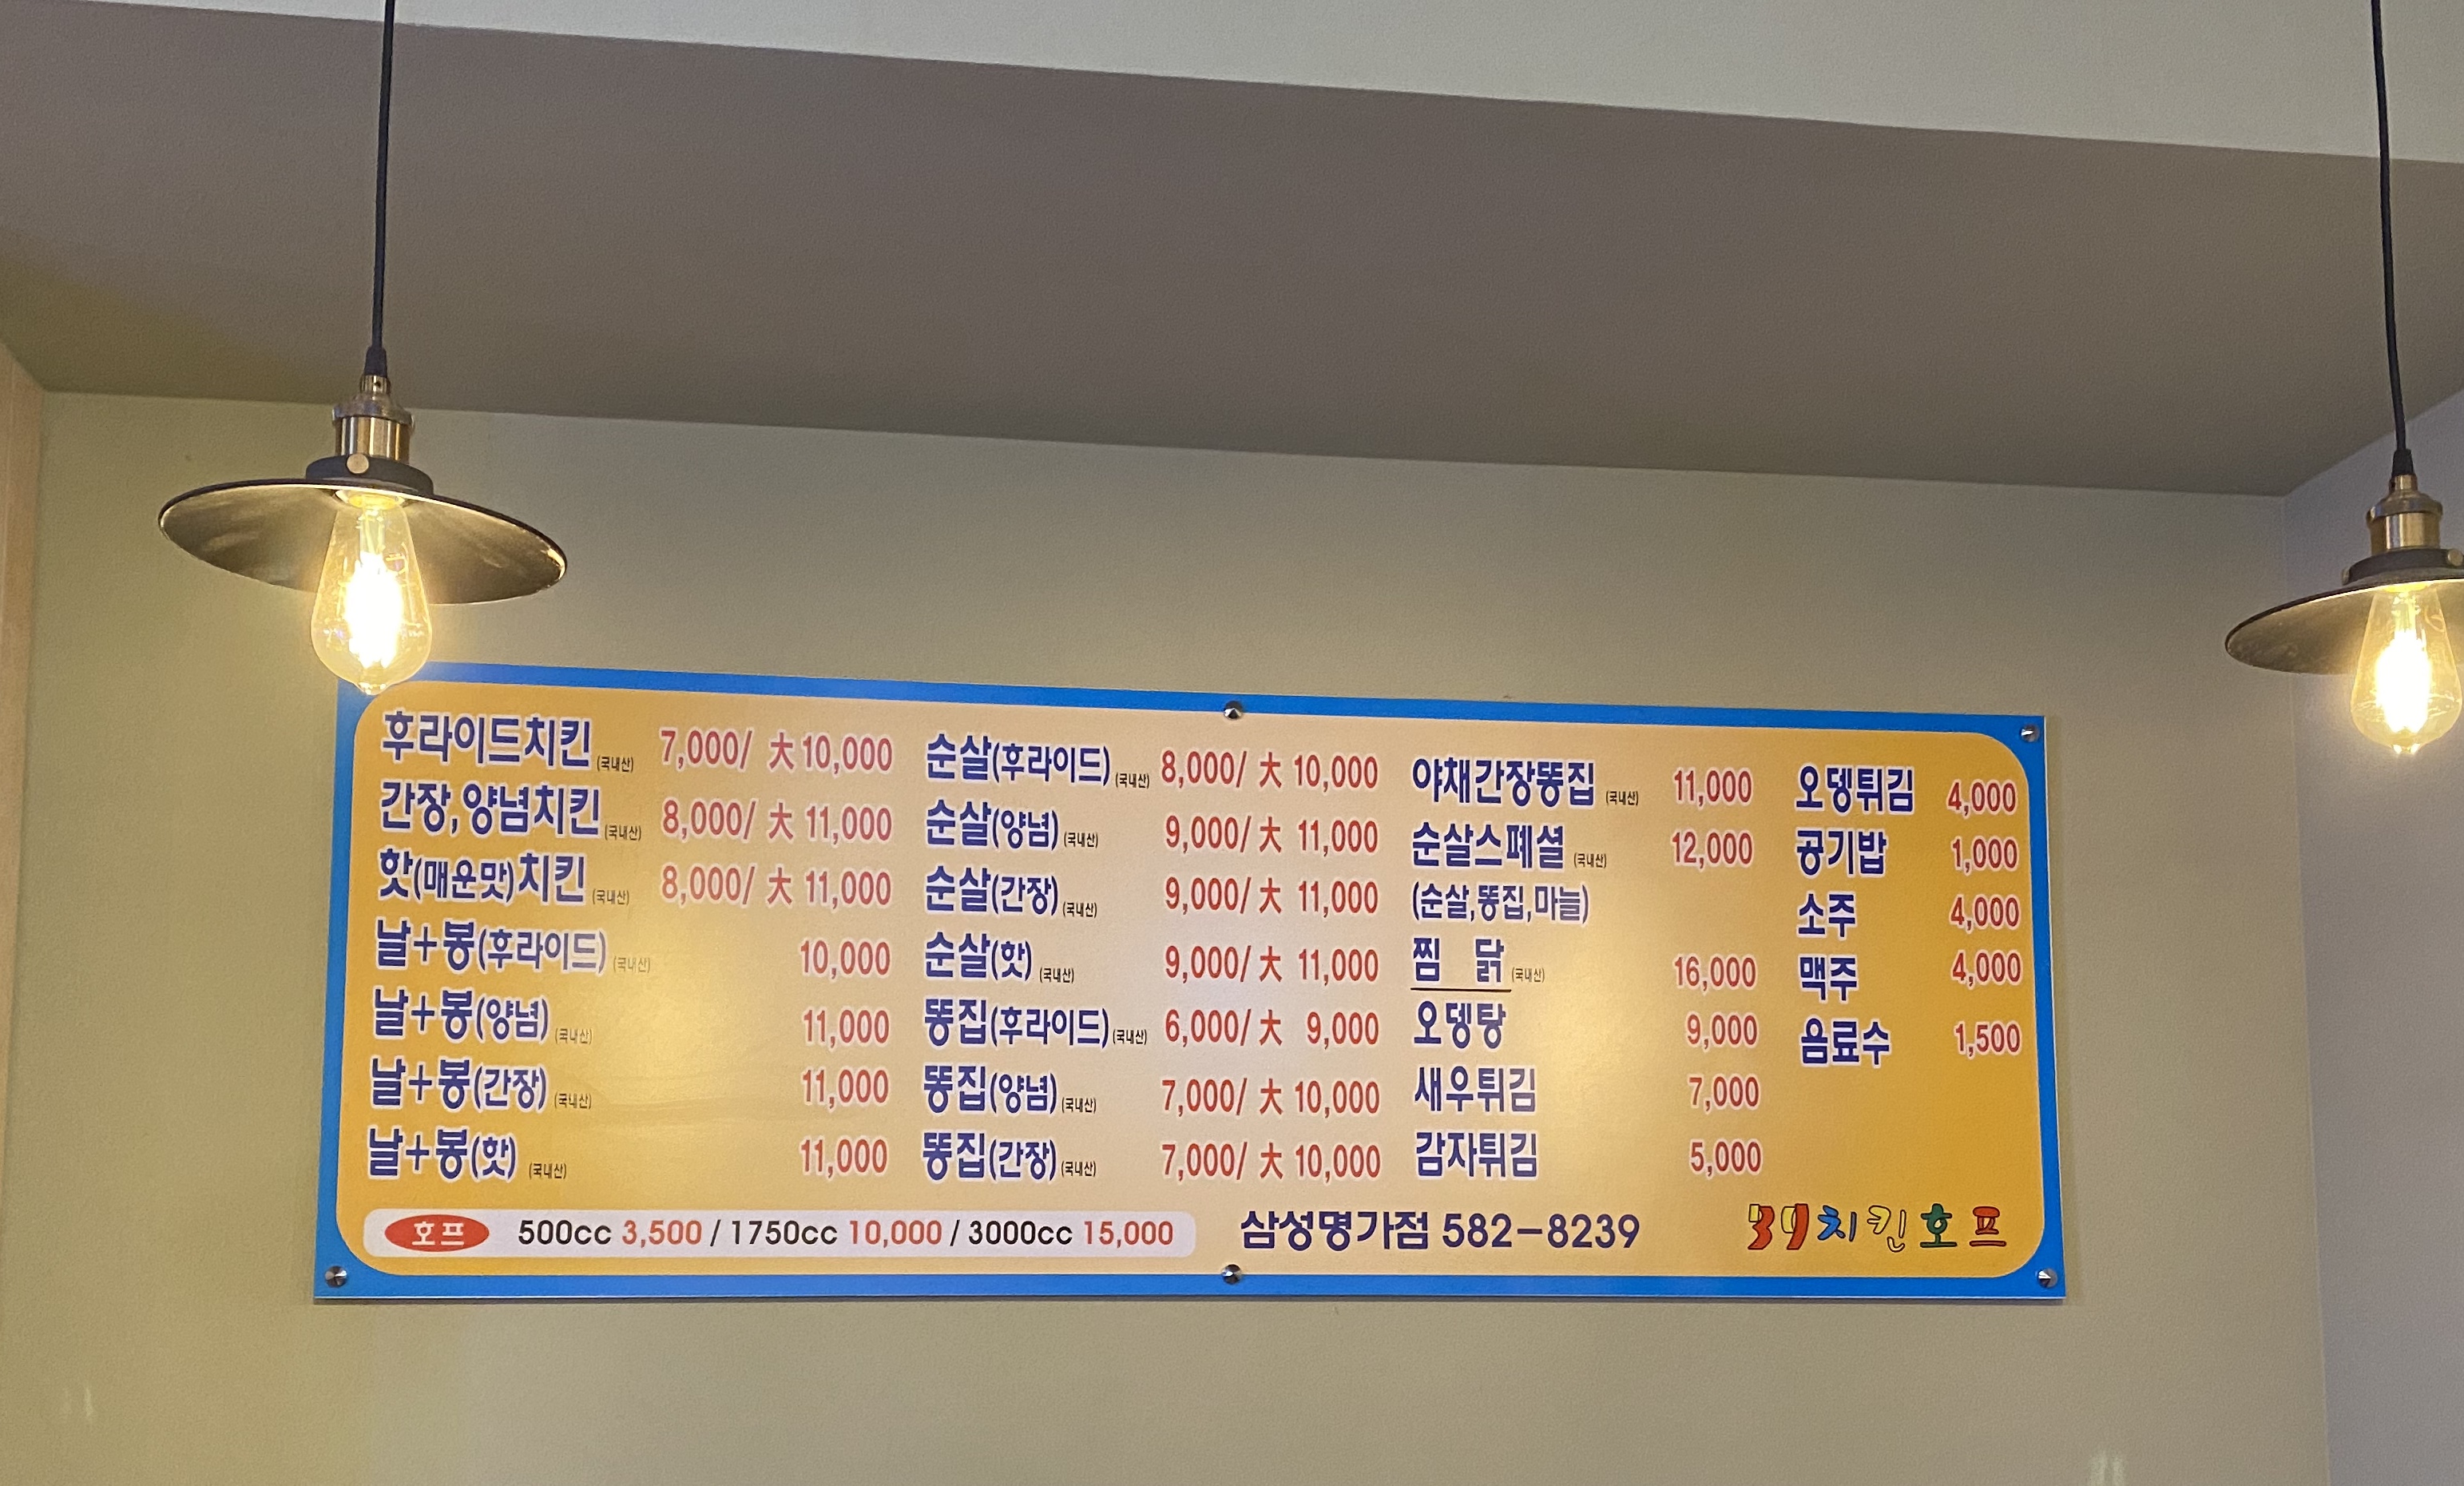 후라이드치킨 (국내산) 7,000/ 大 10,000
간장,양념치킨 (국내산) 8,000/ 大 11,000
핫(매운맛)치킨 (국내산) 8,000/ 大 11,000
날+봉(후라이드) (국내산) 10,000
날+봉(양념) (국내산) 11,000
날+봉(간장) (국내산) 11,000
날+봉(핫) (국내산) 11,000
순살(후라이드) (국내산) 8,000/ 大 10,000
순살(양념) (국내산) 9,000/ 大 11,000
순살(간장) (국내산) 9,000/ 大 11,000
순살(핫) (국내산) 9,000/ 大 11,000
똥집(후라이드) (국내산) 6,000/ 大 9,000
똥집(양념) (국내산) 7,000/ 大 10,000
똥집(간장) (국내산) 7,000/ 大 10,000
야채간장똥집 (국내산) 11,000
순살스페셜 (국내산) 12,000
(순살,똥집,마늘)
찜 닭 (국내산) 16,000
오뎅탕 9,000
새우튀김 7,000
감자튀김 5,000
오뎅튀김 4,000
공기밥 1,000
소주 4,000
맥주 4,000
음료수 1,500
호프 500cc 3,500 / 1750cc 10,000 / 3000cc 15,000
삼성명가점 582-8239
39치킨호프